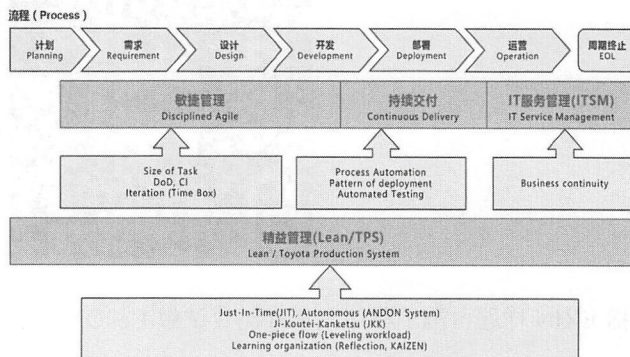 流程 ( Process )
计划
Planning
需求
Requirement
设计
Design
开发
Development
部署
Deployment
运营
Operation
周期终止
EOL
敏捷管理
Disciplined Agile
持续交付
Continuous Delivery
IT服务管理(ITSM)
IT Service Management
Size of Task
DoD, CI
Iteration (Time Box)
Process Automation
Pattern of deployment
Automated Testing
Business continuity
精益管理(Lean/TPS)
Lean / Toyota Production System
Just-In-Time(JIT), Autonomous (ANDON System)
Ji-Koutei-Kanketsu (JKK)
One-piece flow (Leveling workload)
Learning organization (Reflection, KAIZEN)